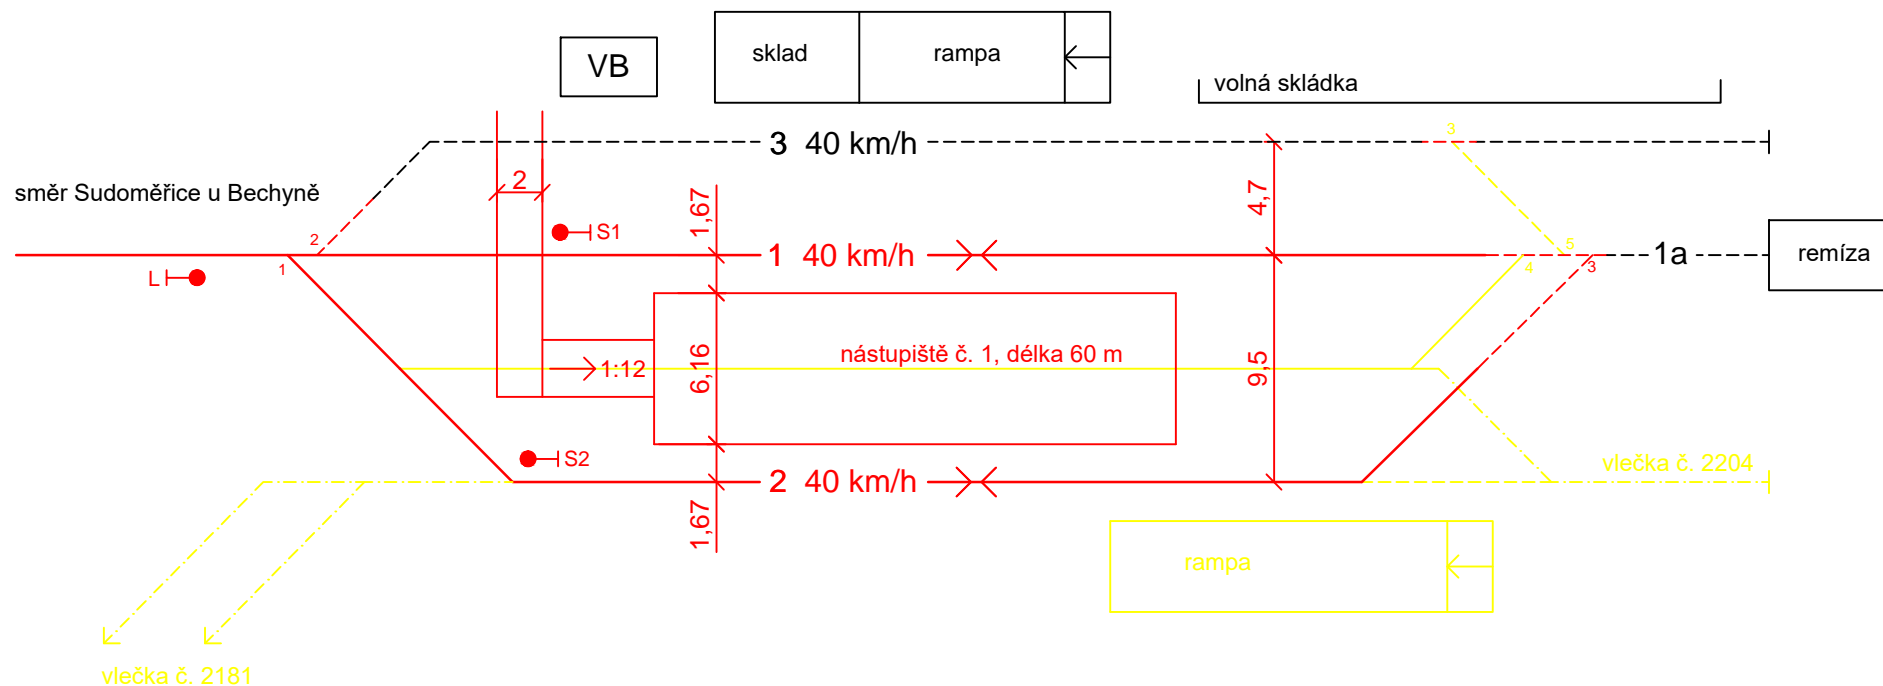 VB
sklad
rampa
volná skládka
3 40 km/h
3
směr Sudoměřice u Bechyně
2
1,67
4,7
S1
2
1 40 km/h
5
1a
remíza
L
1
4
3
nástupiště č. 1, délka 60 m
1:12
6,16
9,5
S2
vlečka č. 2204
2 40 km/h
1,67
rampa
vlečka č. 2181